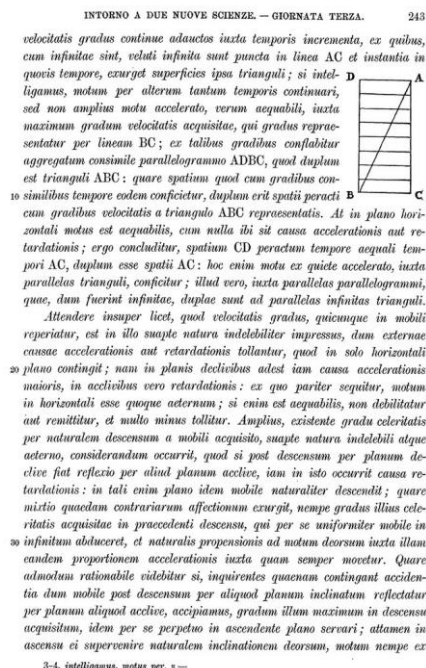 INTORNO A DUE NUOVE SCIENZE. — GIORNATA TERZA. 243
velocitatis gradus continue adauctos iuxta temporis incrementa, ex quibus,
cum infinitae sint, veluti infinita sunt puncta in linea AC et instantia in
quovis tempore, exurget superficies ipsa trianguli; si intel-
ligamus, motum per alterum tantum temporis continuari,
sed non amplius motu accelerato, verum aequabili, iuxta
maximum gradum velocitatis acquisitae, qui gradus reprae-
sentatur per lineam BC; ex talibus gradibus conflabitur
aggregatum consimile parallelogrammo ADBC, quod duplum
est trianguli ABC: quare spatium quod cum gradibus con-
10 similibus tempore eodem conficietur, duplum erit spatii peracti
D A
B C
cum gradibus velocitatis a triangulo ABC repraesentatis. At in plano hori-
zontali motus est aequabilis, cum nulla ibi sit causa accelerationis aut re-
tardationis; ergo concluditur, spatium CD peractum tempore aequali tem-
pori AC, duplum esse spatii AC: hoc enim motu ex quiete accelerato, iuxta
parallelas trianguli, conficitur; illud vero, iuxta parallelas parallelogrammi,
quae, dum fuerint infinitae, duplae sunt ad parallelas infinitas trianguli.
Attendere insuper licet, quod velocitatis gradus, quicunque in mobili
reperiatur, est in illo suapte natura indelebiliter impressus, dum externae
causae accelerationis aut retardationis tollantur, quod in solo horizontali
20 plano contingit; nam in planis declivibus adest iam causa accelerationis
maioris, in acclivibus vero retardationis: ex quo pariter sequitur, motum
in horizontali esse quoque aeternum; si enim est aequabilis, non debilitatur
aut remittitur, et multo minus tollitur. Amplius, existente gradu celeritatis
per naturalem descensum a mobili acquisito, suapte natura indelebili atque
aeterno, considerandum occurrit, quod si post descensum per planum de-
clive fiat reflexio per aliud planum acclive, iam in isto occurrit causa re-
tardationis: in tali enim plano idem mobile naturaliter descendit; quare
mixtio quaedam contrariarum affectionum exurgit, nempe gradus illius cele-
ritatis acquisitae in praecedenti descensu, qui per se uniformiter mobile in
30 infinitum abduceret, et naturalis propensionis ad motum deorsum iuxta illam
eandem proportionem accelerationis iuxta quam semper movetur. Quare
admodum rationabile videbitur si, inquirentes quaenam contingant acciden-
tia dum mobile post descensum per aliquod planum inclinatum reflectatur
per planum aliquod acclive, accipiamus, gradum illum maximum in descensu
acquisitum, idem per se perpetuo in ascendente plano servari; attamen in
ascensu ei supervenire naturalem inclinationem deorsum, motum nempe ex
3-4. intelligamus, motus per, s —